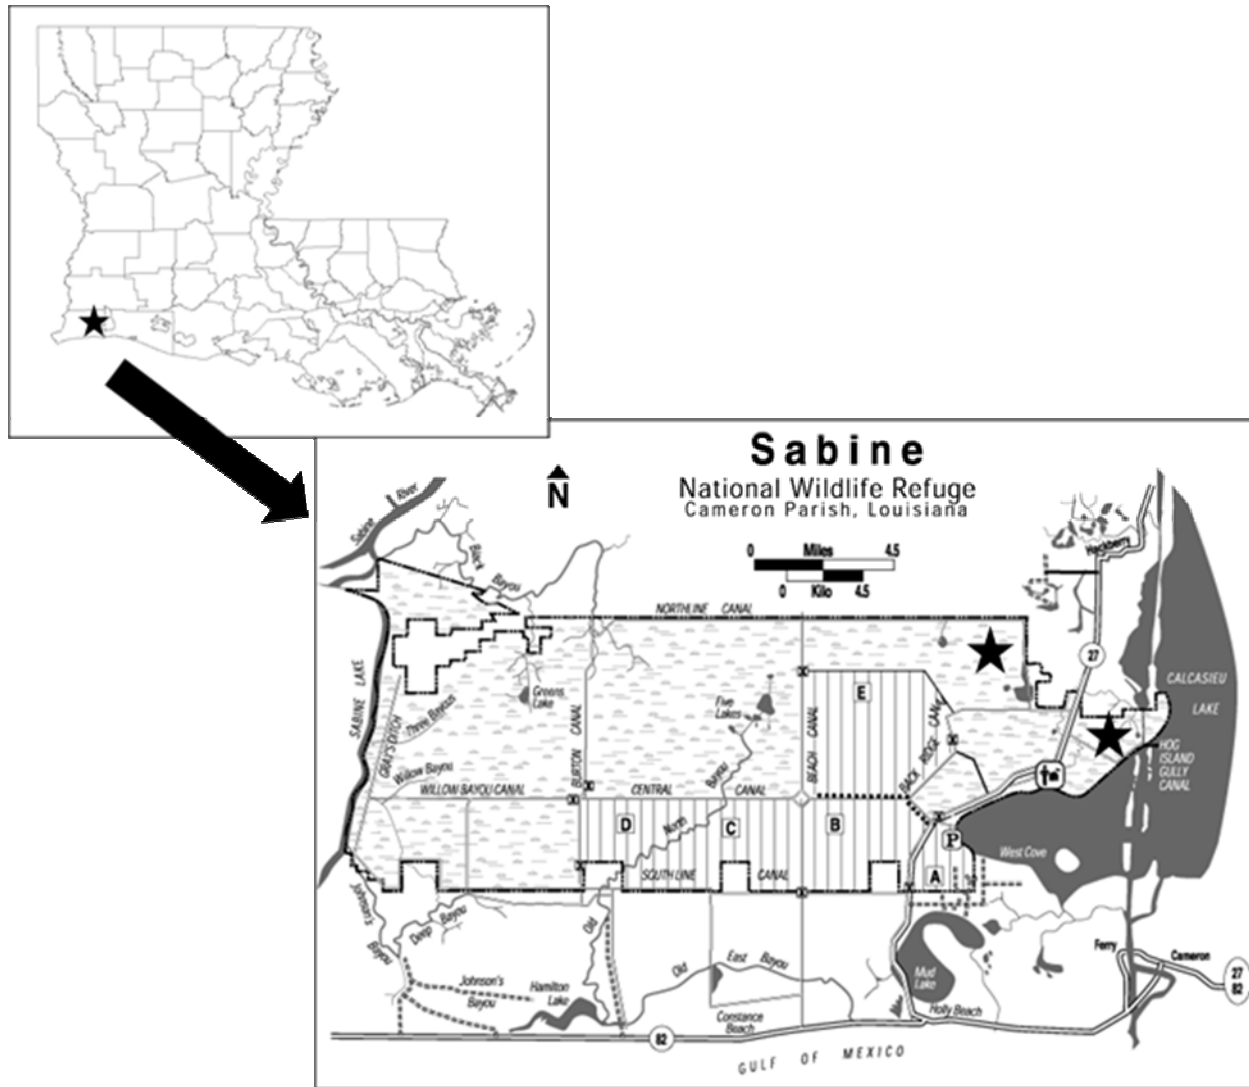 Sabine
National Wildlife Refuge
Cameron Parish, Louisiana
N
0 Miles 4.5
0 Kilo 4.5
Sabine River
Black Bayou
Hackberry
NORTHLINE CANAL
27
CALCASIEU
LAKE
SABINE LAKE
GRAY'S DITCH
Three Bayous
Greens
Lake
BURTON CANAL
Five
Lakes
BEACH CANAL
E
BACK RIDGE CANAL
HOG
ISLAND
GULLY
CANAL
Willow Bayou
WILLOW BAYOU CANAL
CENTRAL CANAL
North Bayou
D
C
B
P
West Cove
A
SOUTH LINE CANAL
Johnson's
Bayou
Deep Bayou
Old
Old East Bayou
Mud
Lake
Ferry
Cameron
27
82
Johnson's
Bayou
Hamilton
Lake
Constance
Beach
Holly Beach
82
GULF OF MEXICO